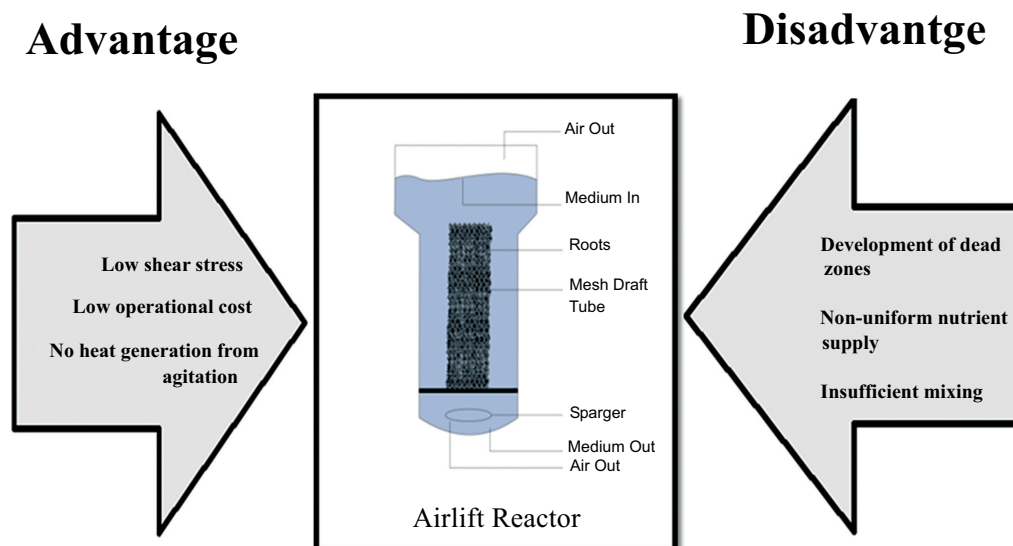 Advantage
Disadvantge
Low shear stress
Low operational cost
No heat generation from
agitation
Air Out
Medium In
Roots
Mesh Draft
Tube
Sparger
Medium Out
Air Out
Airlift Reactor
Development of dead
zones
Non-uniform nutrient
supply
Insufficient mixing